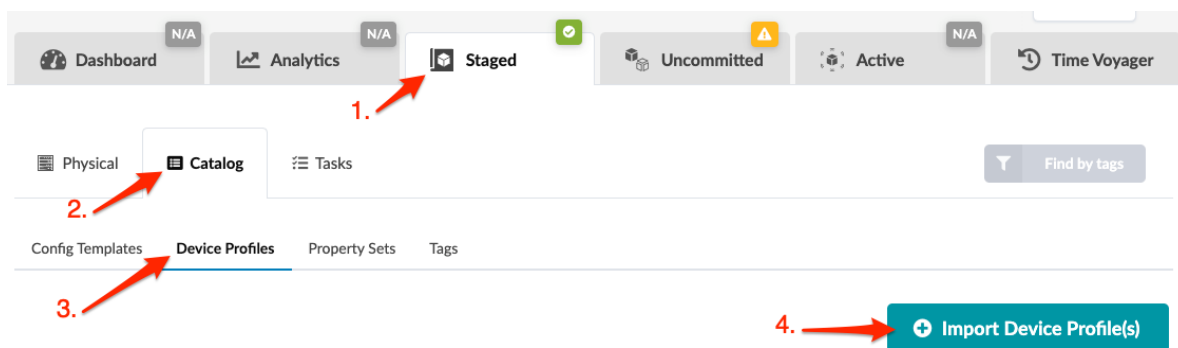 N/A N/A N/A
Dashboard Analytics Staged Uncommitted Active Time Voyager
1.
Physical Catalog Tasks Find by tags
2.
Config Templates Device Profiles Property Sets Tags
3.
4. Import Device Profile(s)